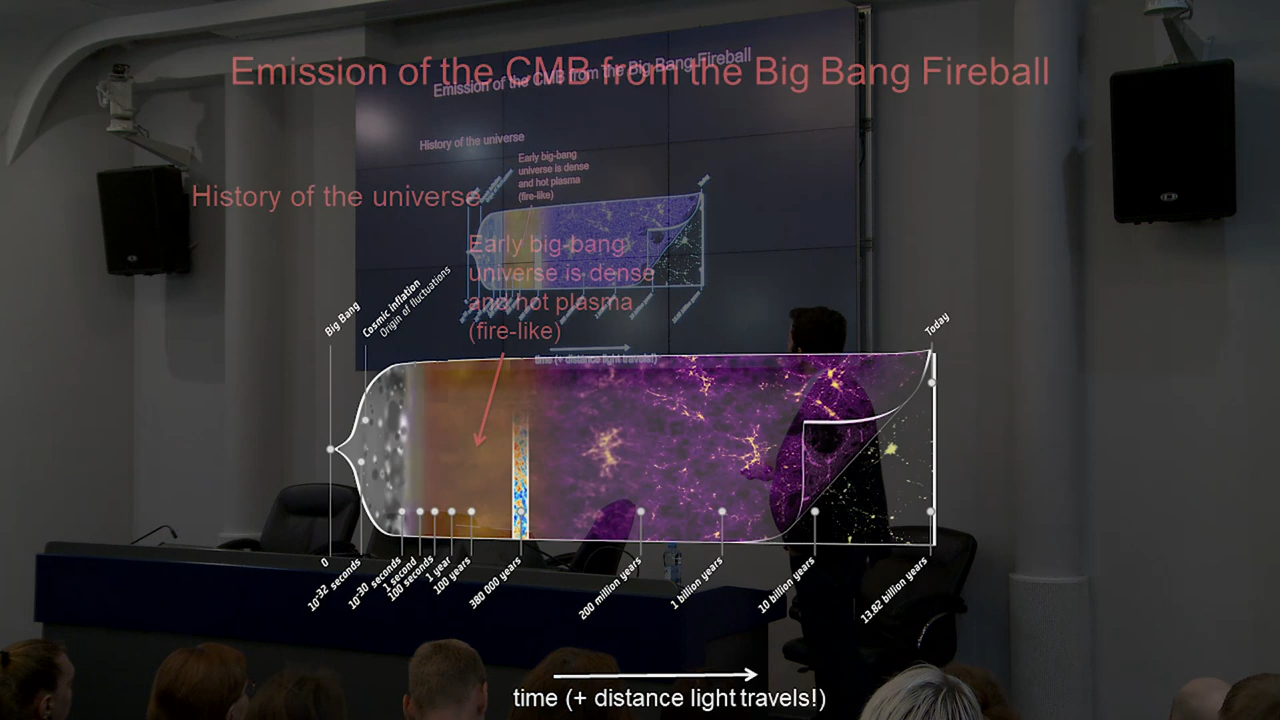 Emission of the CMB from the Big Bang Fireball
Emission of the CMB from the Big Bang Fireball
History of the universe
Early big-bang
universe is dense
and hot plasma
(fire-like)
History of the universe
Early big-bang
universe is dense
and hot plasma
(fire-like)
Big Bang
Cosmic inflation
Origin of fluctuations
Today
time (+ distance light travels!)
0
10-32 seconds
10-30 seconds
1 second
100 seconds
1 year
100 years
380 000 years
200 million years
1 billion years
10 billion years
13.82 billion years
time (+ distance light travels!)